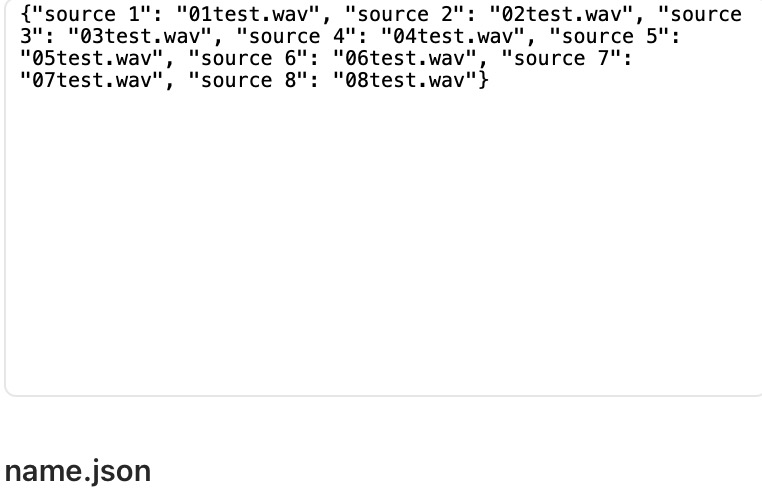 {"source 1": "01test.wav", "source 2": "02test.wav", "source
3": "03test.wav", "source 4": "04test.wav", "source 5":
"05test.wav", "source 6": "06test.wav", "source 7":
"07test.wav", "source 8": "08test.wav"}
name.json